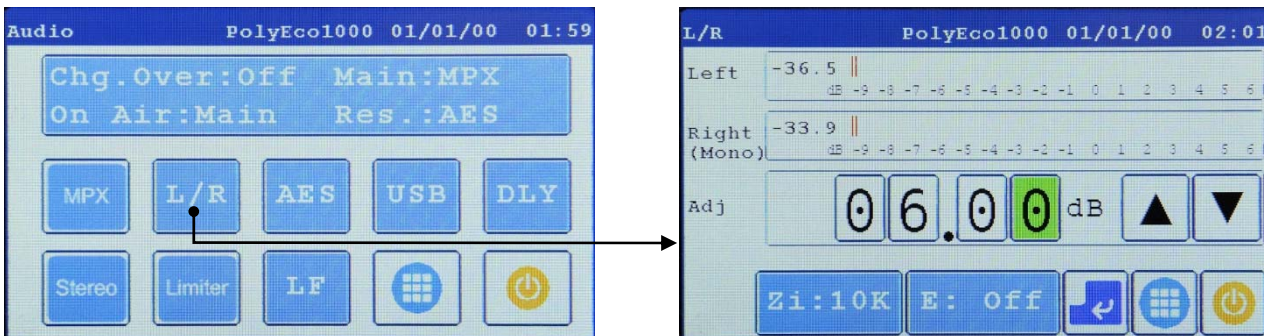 Audio PolyEco1000 01/01/00 01:59
Chg.Over:Off Main:MPX
On Air:Main Res.:AES
MPX L/R AES USB DLY
Stereo Limiter LF
L/R PolyEco1000 01/01/00 02:01
Left -36.5
dB -9 -8 -7 -6 -5 -4 -3 -2 -1 0 1 2 3 4 5 6
Right -33.9
(Mono) dB -9 -8 -7 -6 -5 -4 -3 -2 -1 0 1 2 3 4 5 6
Adj 06.00 dB
Zi:10K E: Off